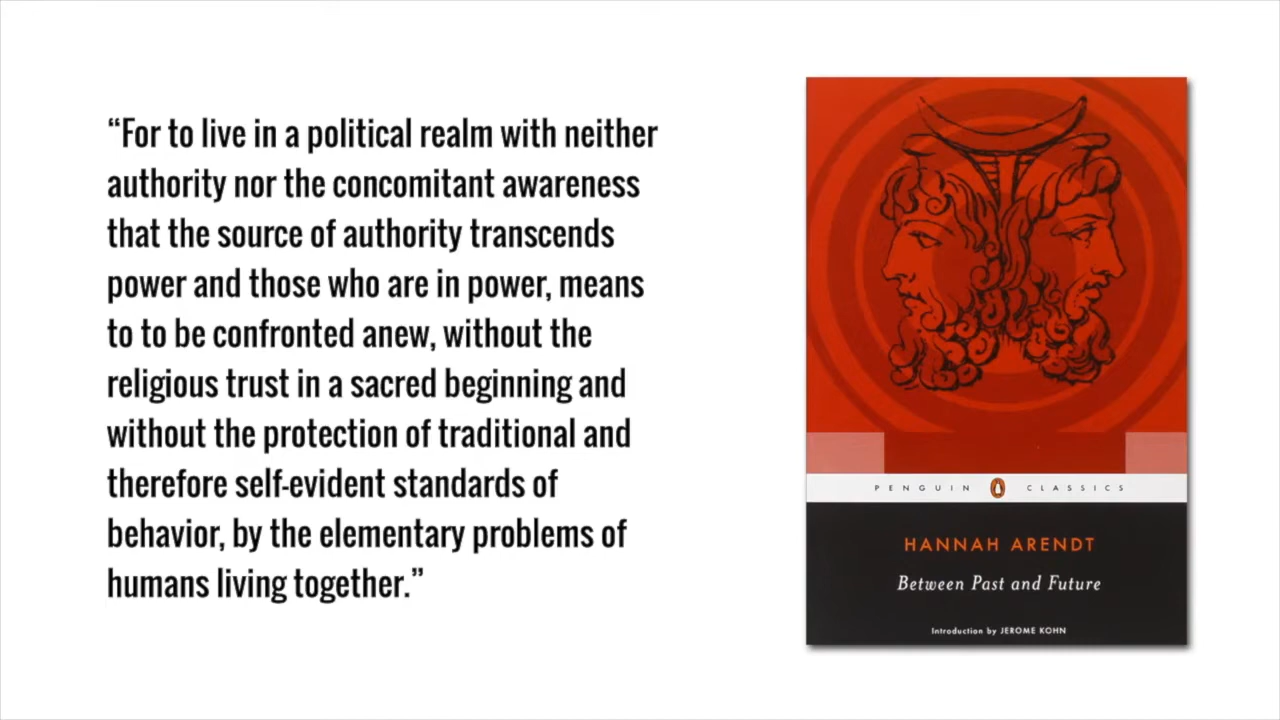 “For to live in a political realm with neither
authority nor the concomitant awareness
that the source of authority transcends
power and those who are in power, means
to to be confronted anew, without the
religious trust in a sacred beginning and
without the protection of traditional and
therefore self-evident standards of
behavior, by the elementary problems of
humans living together.”
PENGUIN CLASSICS
HANNAH ARENDT
Between Past and Future
Introduction by JEROME KOHN